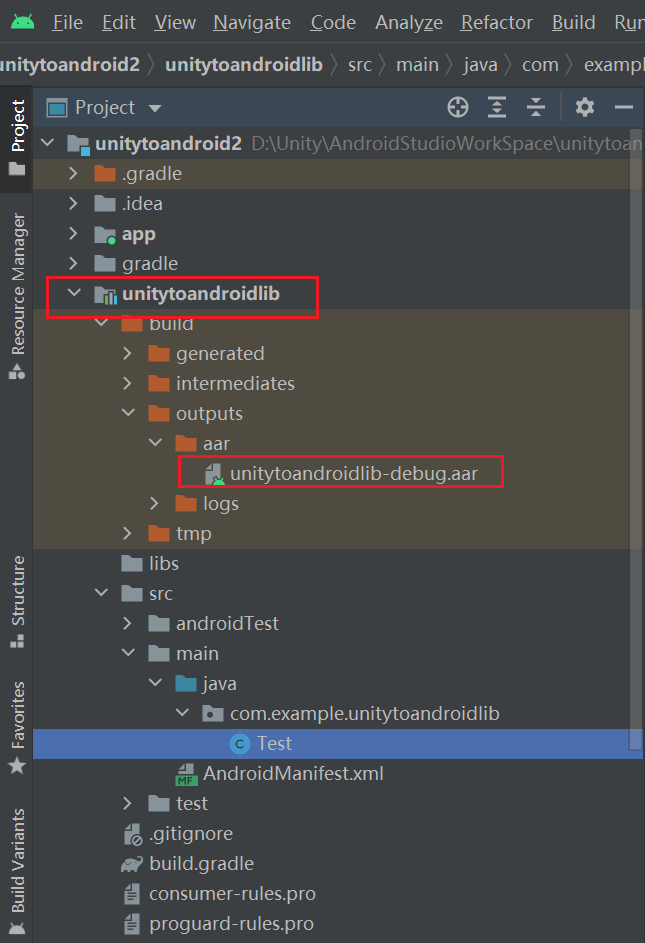 File Edit View Navigate Code Analyze Refactor Build Run
unitytoandroid2 unitytoandroidlib src main java com exampl
Project
unitytoandroid2 D:\Unity\AndroidStudioWorkSpace\unitytoan
.gradle
.idea
app
gradle
unitytoandroidlib
build
generated
intermediates
outputs
aar
unitytoandroidlib-debug.aar
logs
tmp
libs
src
androidTest
main
java
com.example.unitytoandroidlib
C Test
MF AndroidManifest.xml
test
.gitignore
build.gradle
consumer-rules.pro
proguard-rules.pro
Project
Resource Manager
Structure
Favorites
Build Variants